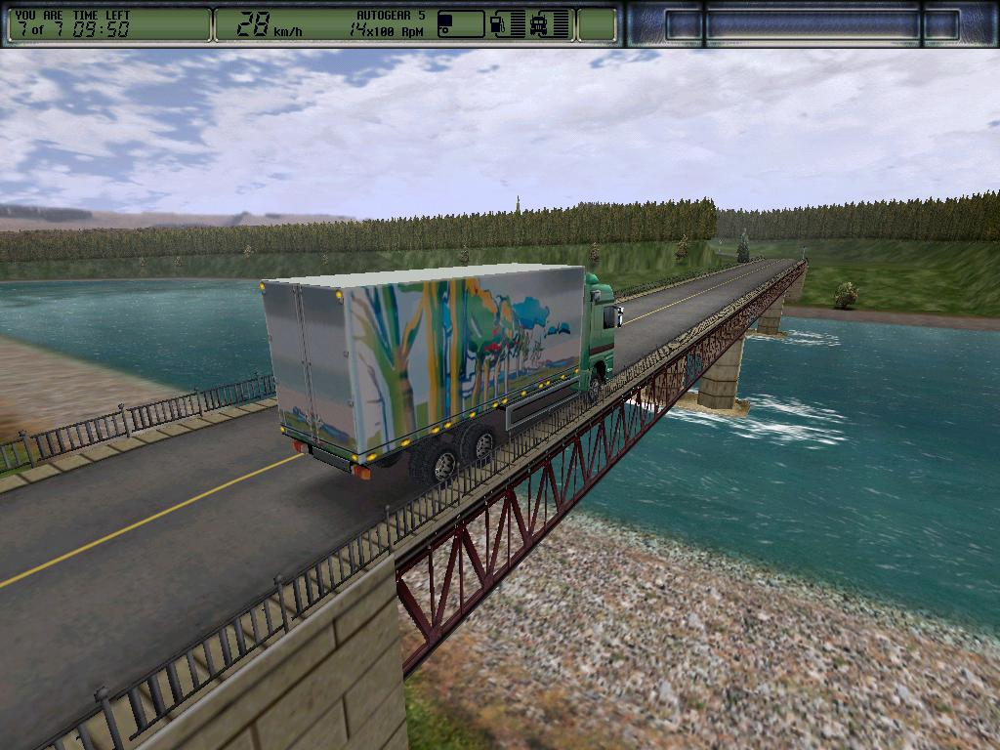 YOU ARE TIME LEFT
7 of 7 09:50
28 km/h
AUTOGEAR 5
14x100 RpM